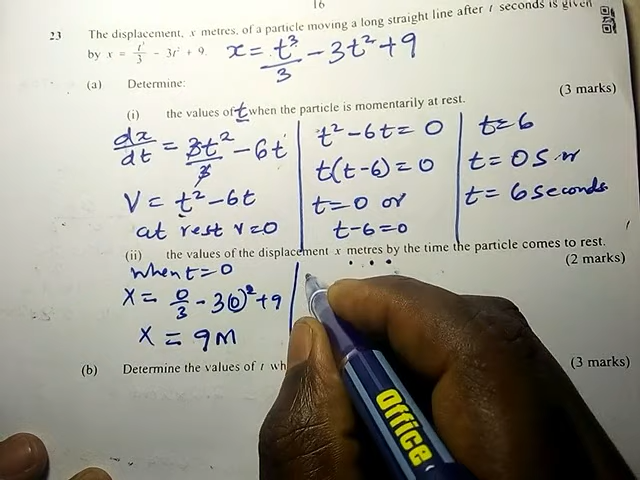 16
23 The displacement, x metres, of a particle moving a long straight line after t seconds is given
by x = t³/3 - 3t² + 9. x = t³/3 - 3t² + 9
(a) Determine:
(i) the values of t when the particle is momentarily at rest.
(3 marks)
dx/dt = 3t²/3 - 6t
V = t² - 6t
at rest v=0
t² - 6t = 0
t(t-6) = 0
t=0 or
t-6=0
t=6
t=0s or
t=6 seconds
(ii) the values of the displacement x metres by the time the particle comes to rest.
(2 marks)
when t=0
x = 0/3 - 3(0)² + 9
x = 9m
(b) Determine the values of t
(3 marks)
Office